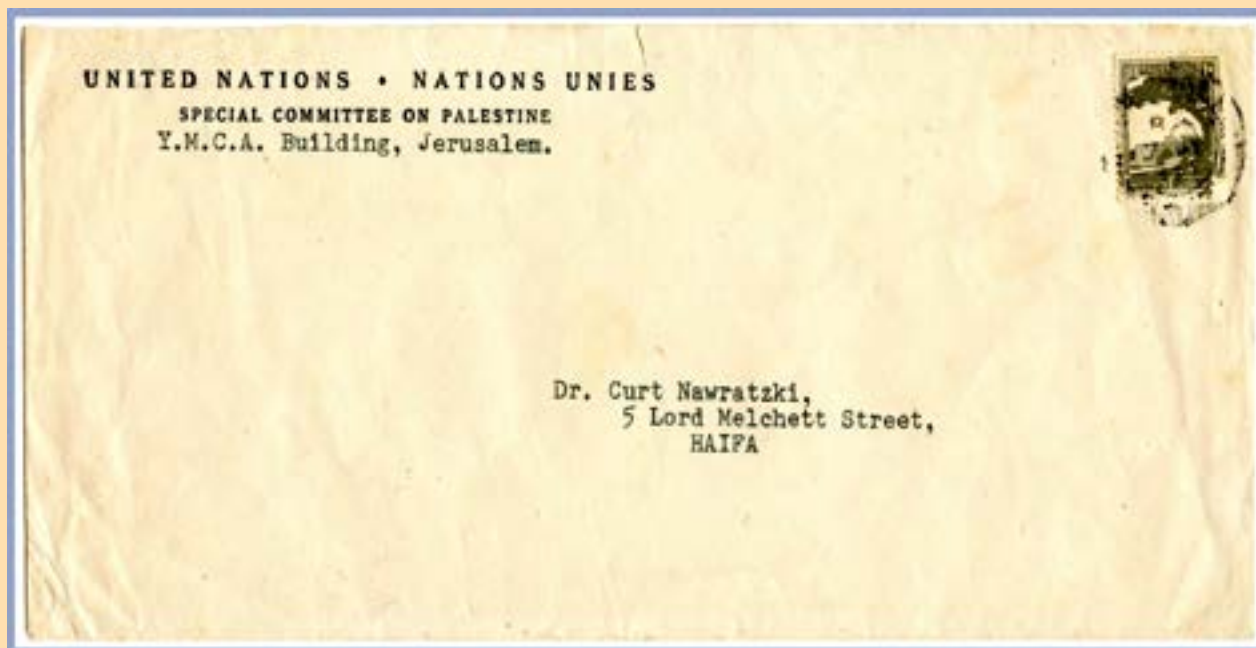 UNITED NATIONS • NATIONS UNIES
SPECIAL COMMITTEE ON PALESTINE
Y.M.C.A. Building, Jerusalem.
Dr. Curt Nawratzki,
5 Lord Melchett Street,
HAIFA